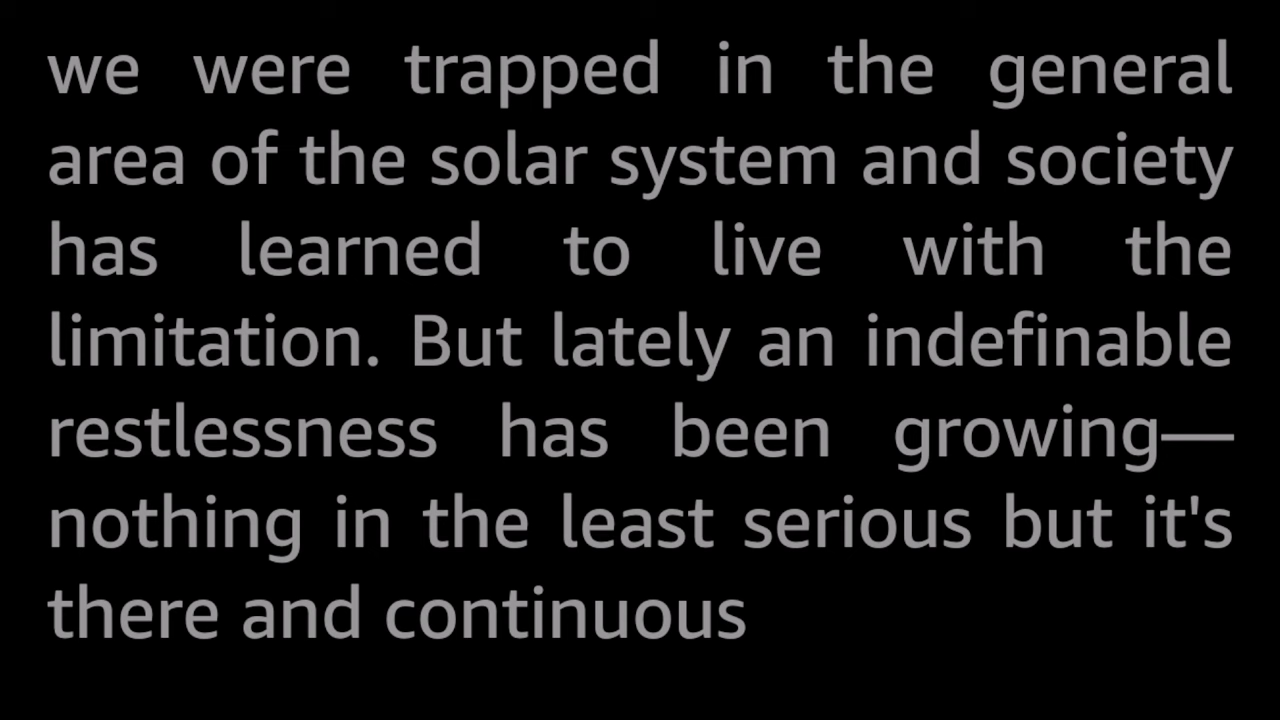 we were trapped in the general
area of the solar system and society
has learned to live with the
limitation. But lately an indefinable
restlessness has been growing—
nothing in the least serious but it's
there and continuous